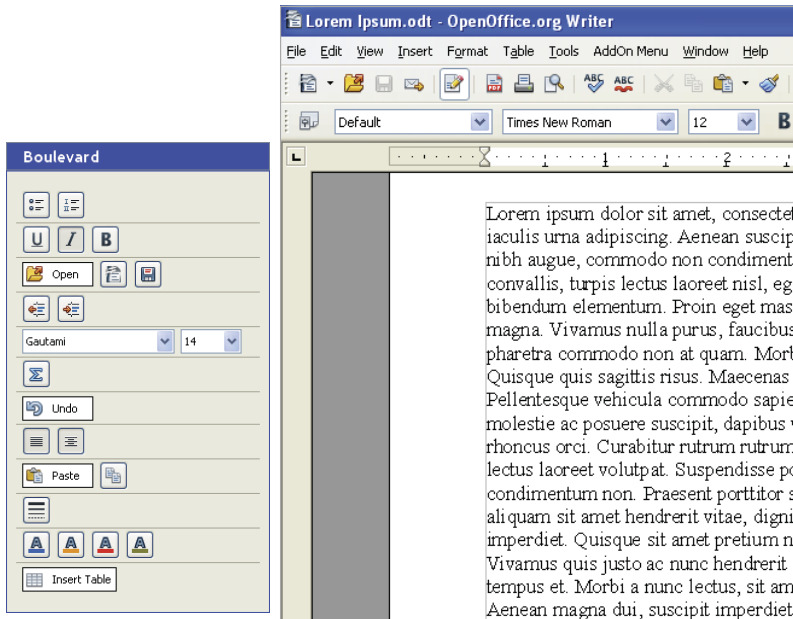 Boulevard
U I B
Open
Gautami 14
Σ
Undo
Paste
A A A A
Insert Table
Lorem Ipsum.odt - OpenOffice.org Writer
File Edit View Insert Format Table Tools AddOn Menu Window Help
PDF ABC ABC
Default Times New Roman 12 B
1 2
Lorem ipsum dolor sit amet, consectet
iaculis urna adipiscing. Aenean suscip
nibh augue, commodo non condiment
convallis, turpis lectus laoreet nisl, eg
bibendum elementum. Proin eget mas
magna. Vivamus nulla purus, faucibus
pharetra commodo non at quam. Morb
Quisque quis sagittis risus. Maecenas
Pellentesque vehicula commodo sapie
molestie ac posuere suscipit, dapibus v
rhoncus orci. Curabitur rutrum rutrum
lectus laoreet volutpat. Suspendisse po
condimentum non. Praesent porttitor s
aliquam sit amet hendrerit vitae, digni
imperdiet. Quisque sit amet pretium n
Vivamus quis justo ac nunc hendrerit
tempus et. Morbi a nunc lectus, sit am
Aenean magna dui, suscipit imperdiet